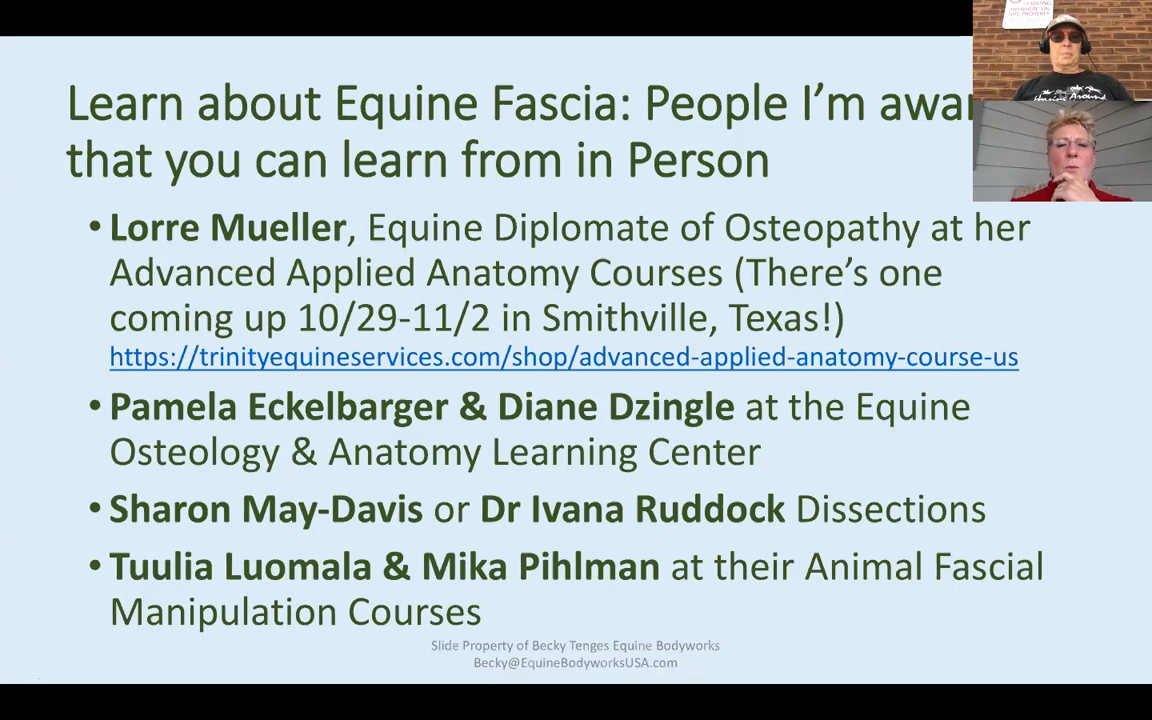 Learn about Equine Fascia: People I'm awar
that you can learn from in Person
• Lorre Mueller, Equine Diplomate of Osteopathy at her
Advanced Applied Anatomy Courses (There's one
coming up 10/29-11/2 in Smithville, Texas!)
https://trinityequineservices.com/shop/advanced-applied-anatomy-course-us
• Pamela Eckelbarger & Diane Dzingle at the Equine
Osteology & Anatomy Learning Center
• Sharon May-Davis or Dr Ivana Ruddock Dissections
• Tuulia Luomala & Mika Pihlman at their Animal Fascial
Manipulation Courses
Slide Property of Becky Tenges Equine Bodyworks
Becky@EquineBodyworksUSA.com
ANYWHERE ON
THIS PROPERTY